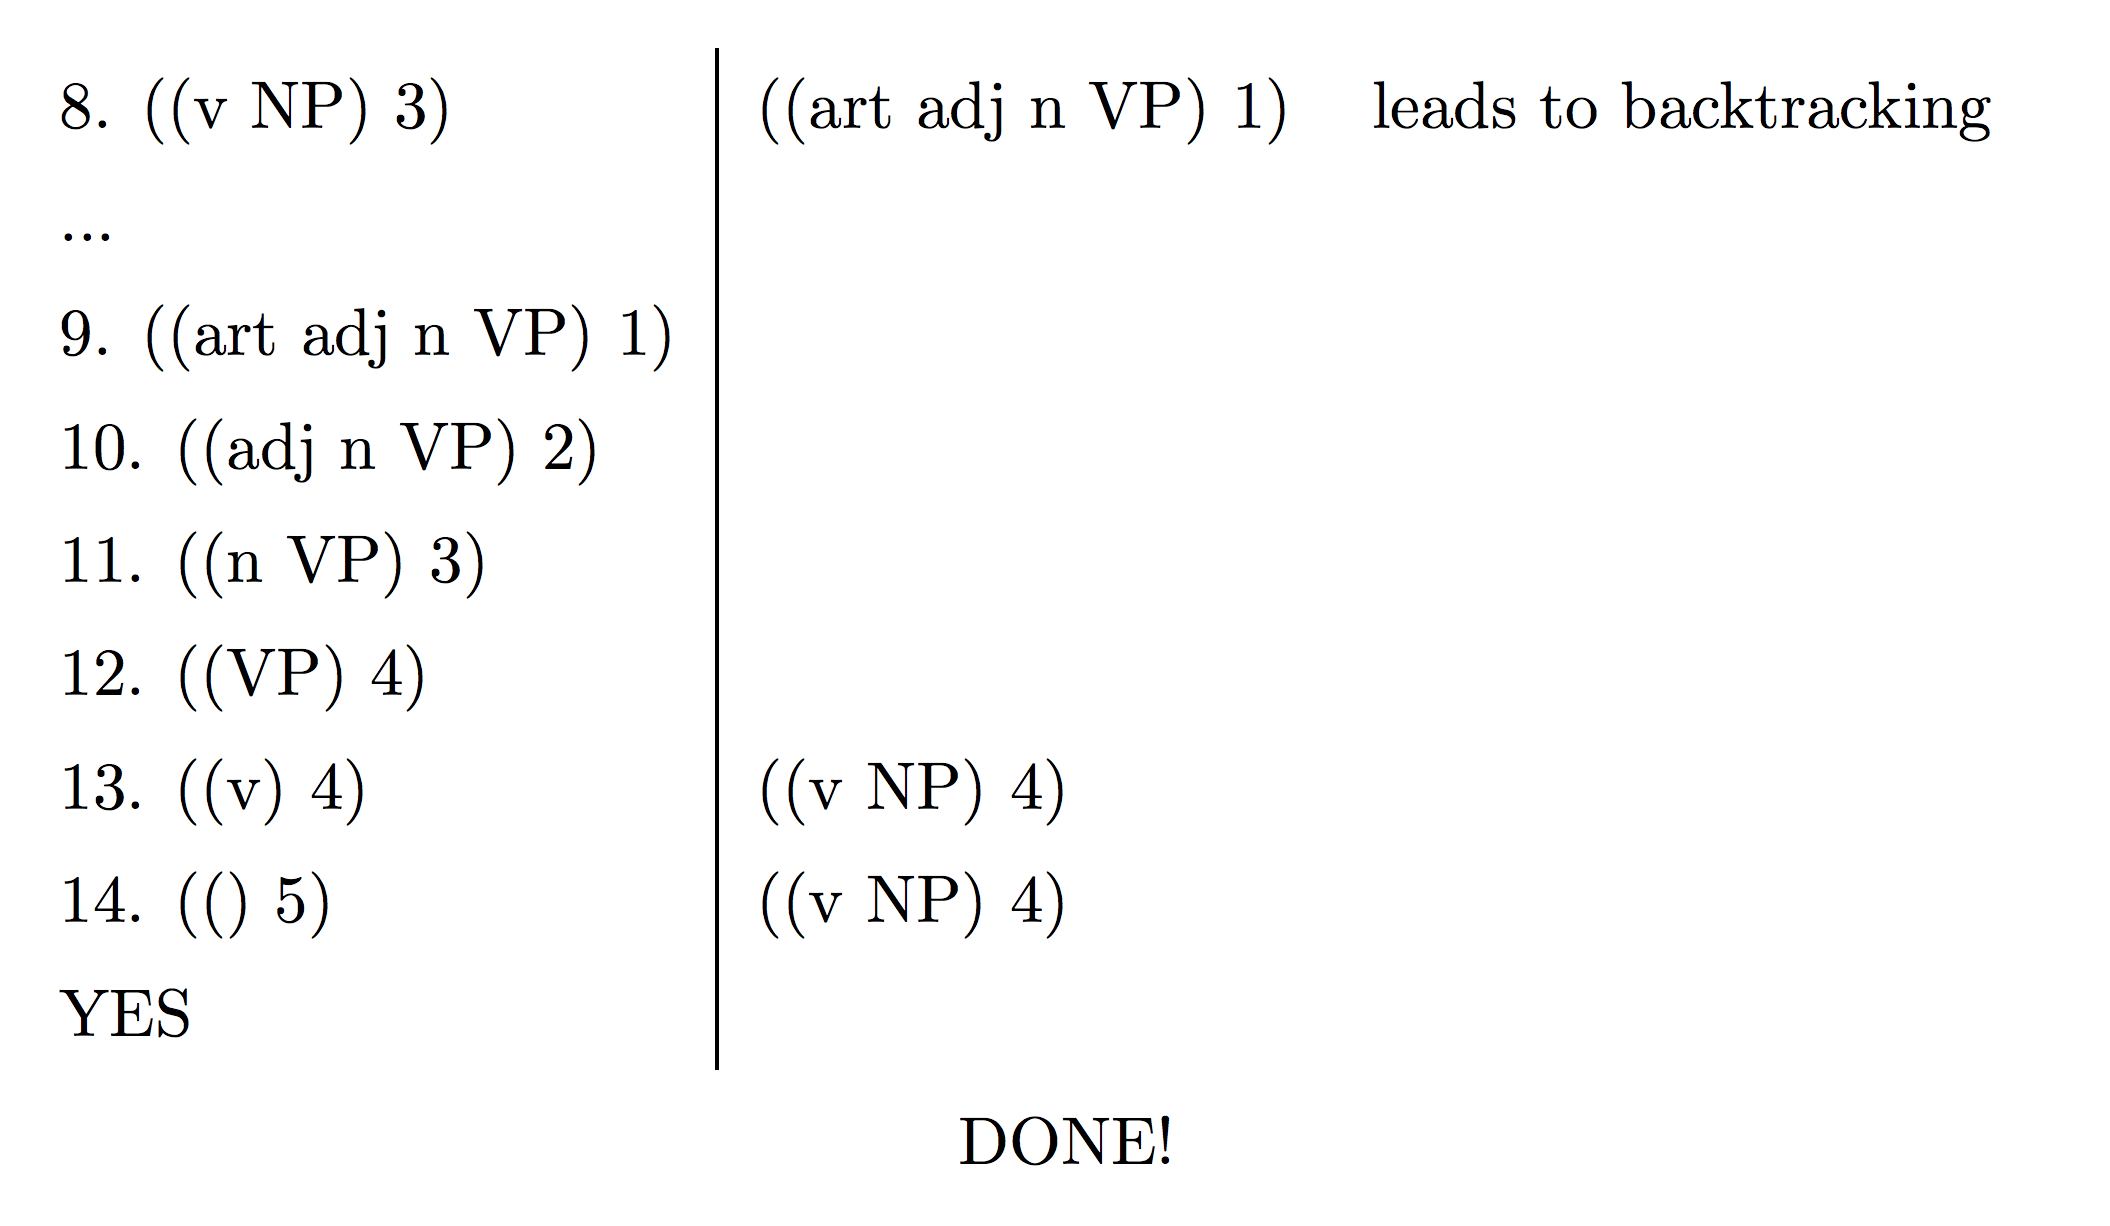 8. ((v NP) 3) ((art adj n VP) 1) leads to backtracking
...
9. ((art adj n VP) 1)
10. ((adj n VP) 2)
11. ((n VP) 3)
12. ((VP) 4)
13. ((v) 4) ((v NP) 4)
14. (() 5) ((v NP) 4)
YES
DONE!